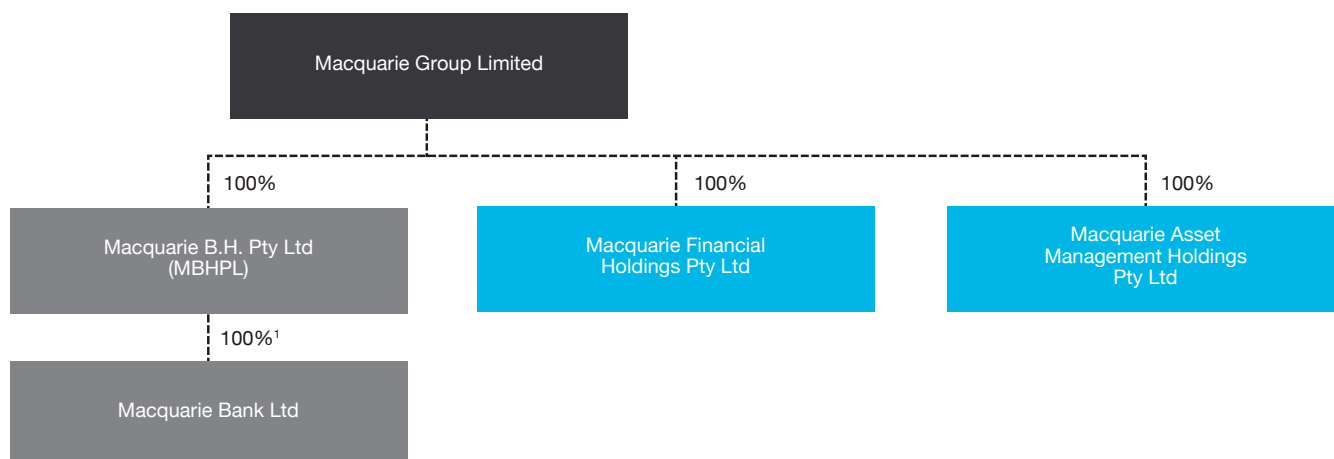 Macquarie Group Limited
100%
100%
100%
Macquarie B.H. Pty Ltd
(MBHPL)
Macquarie Financial
Holdings Pty Ltd
Macquarie Asset
Management Holdings
Pty Ltd
100%¹
Macquarie Bank Ltd